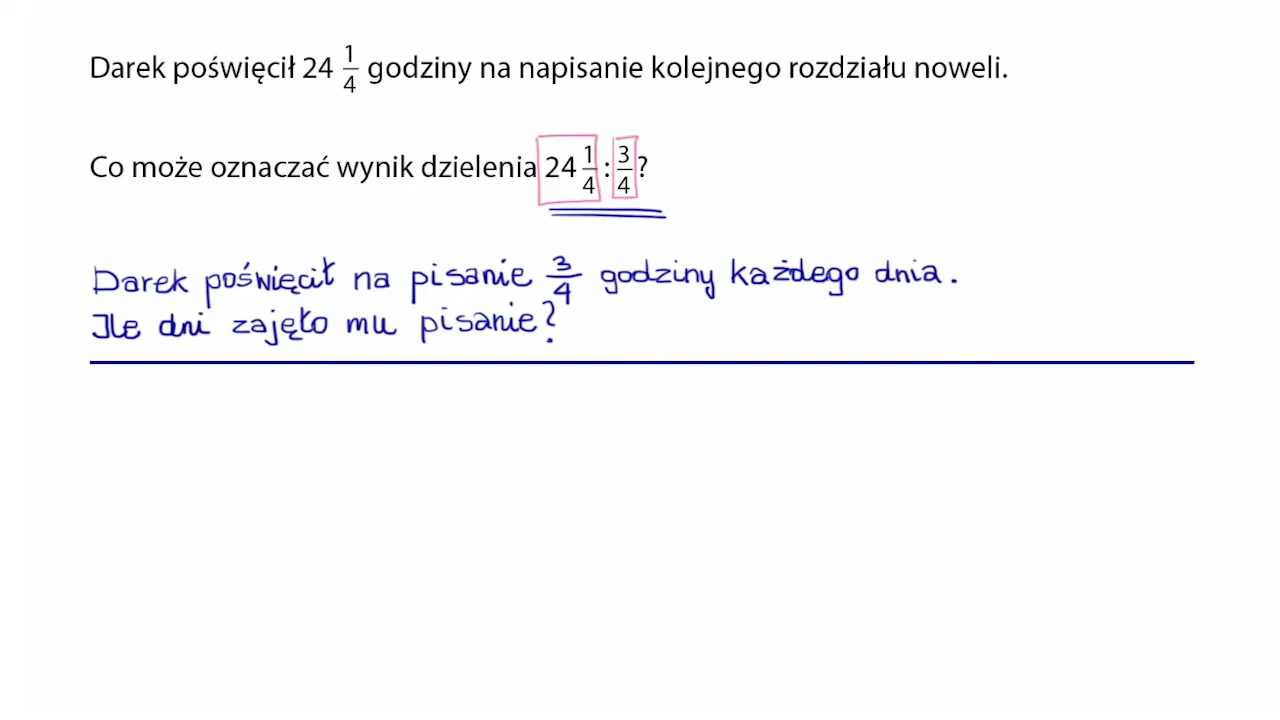 Darek poświęcił 24 1/4 godziny na napisanie kolejnego rozdziału noweli.
Co może oznaczać wynik dzielenia 24 1/4 : 3/4 ?
Darek poświęcił na pisanie 3/4 godziny każdego dnia.
Ile dni zajęło mu pisanie?